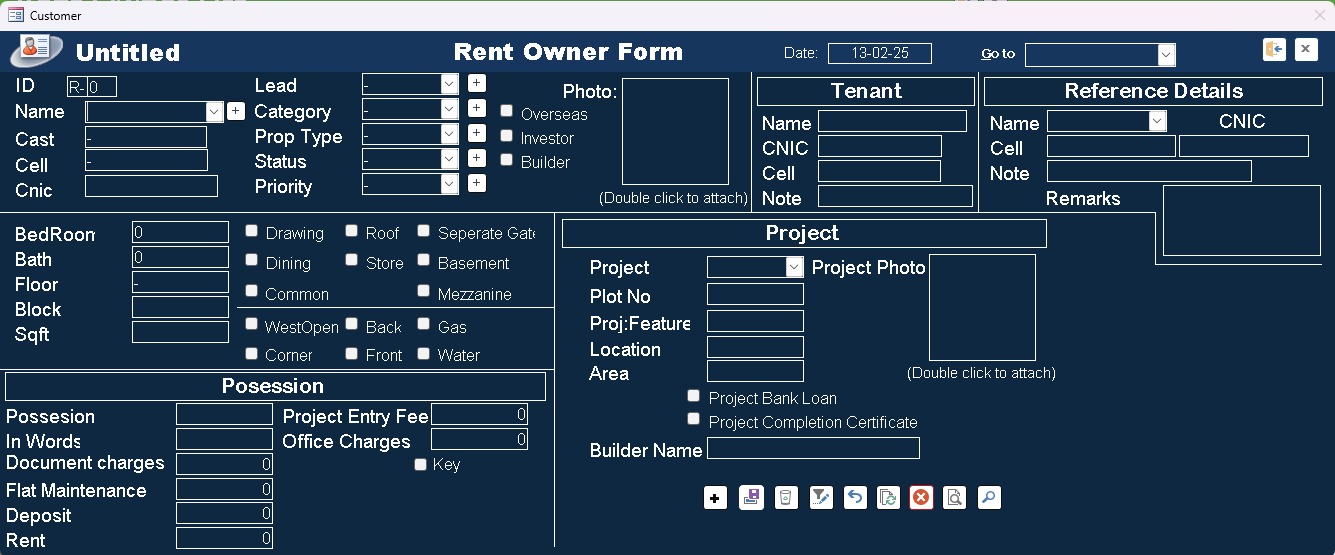 Customer
Untitled
Rent Owner Form
Date: 13-02-25
Go to
ID R- 0
Name
Cast -
Cell -
Cnic
Lead -
Category -
Prop Type -
Status -
Priority -
Overseas
Investor
Builder
Photo:
(Double click to attach)
Tenant
Name
CNIC
Cell
Note
Reference Details
Name CNIC
Cell
Note
Remarks
BedRoom 0
Bath 0
Floor -
Block
Sqft
Drawing Roof Seperate Gate
Dining Store Basement
Common Mezzanine
WestOpen Back Gas
Corner Front Water
Posession
Possesion Project Entry Fee 0
In Words Office Charges 0
Document charges 0 Key
Flat Maintenance 0
Deposit 0
Rent 0
Project
Project Project Photo
Plot No
Proj:Feature
Location
Area
(Double click to attach)
Project Bank Loan
Project Completion Certificate
Builder Name